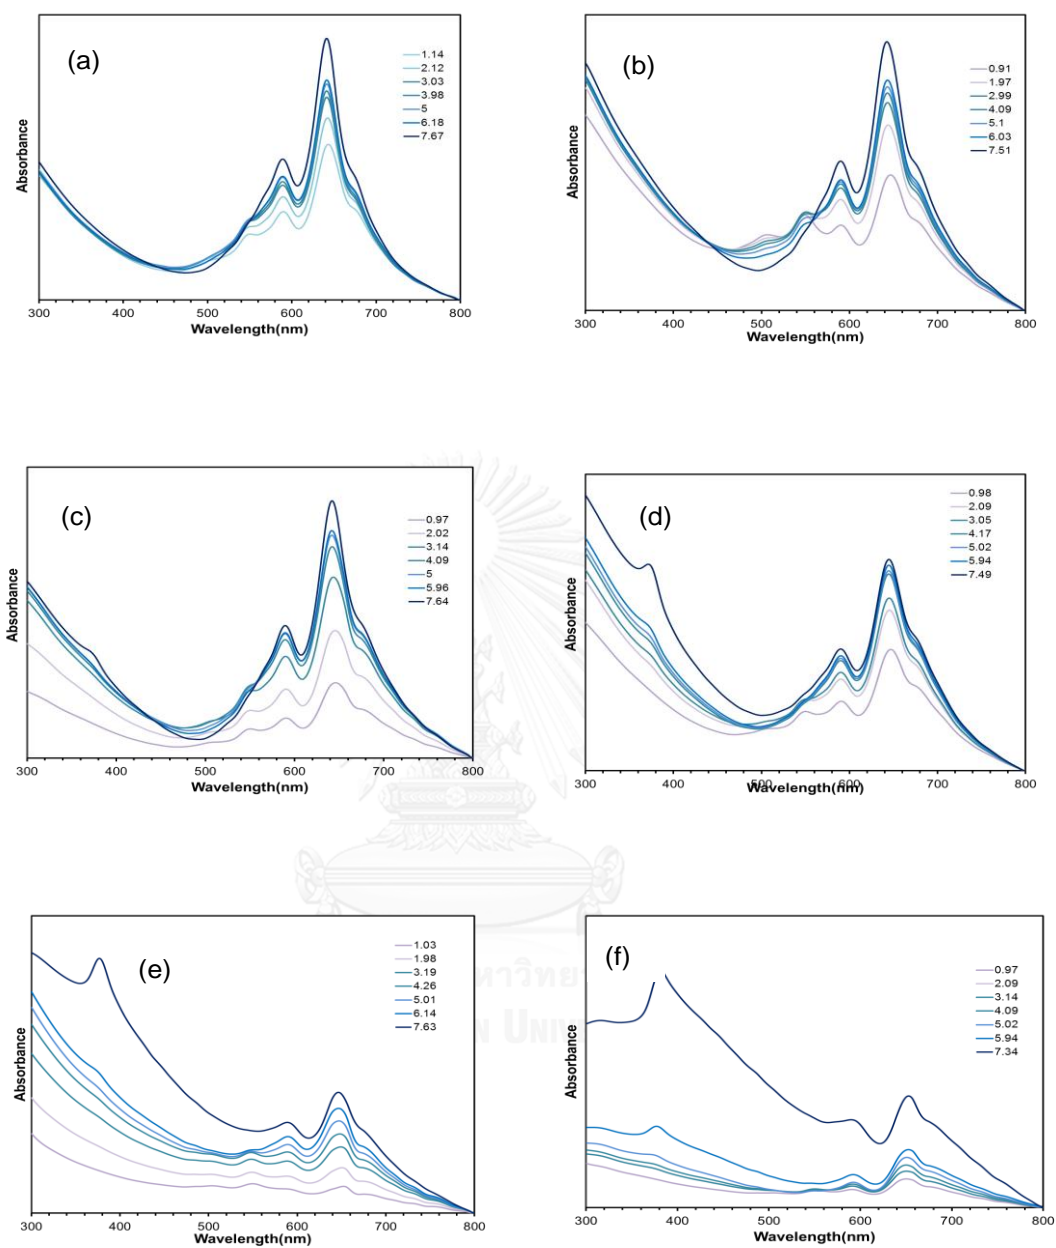 (a)
1.14
2.12
3.03
3.98
5
6.18
7.67
Absorbance
300 400 500 600 700 800
Wavelength(nm)
(b)
0.91
1.97
2.99
4.09
5.1
6.03
7.51
Absorbance
300 400 500 600 700 800
Wavelength(nm)
(c)
0.97
2.02
3.14
4.09
5
5.96
7.64
Absorbance
300 400 500 600 700 800
Wavelength(nm)
(d)
0.98
2.09
3.05
4.17
5.02
5.94
7.49
Absorbance
300 400 500 600 700 800
Wavelength(nm)
(e)
1.03
1.98
3.19
4.26
5.01
6.14
7.63
Absorbance
300 400 500 600 700 800
Wavelength(nm)
(f)
0.97
2.09
3.14
4.09
5.02
5.94
7.34
Absorbance
300 400 500 600 700 800
Wavelength(nm)